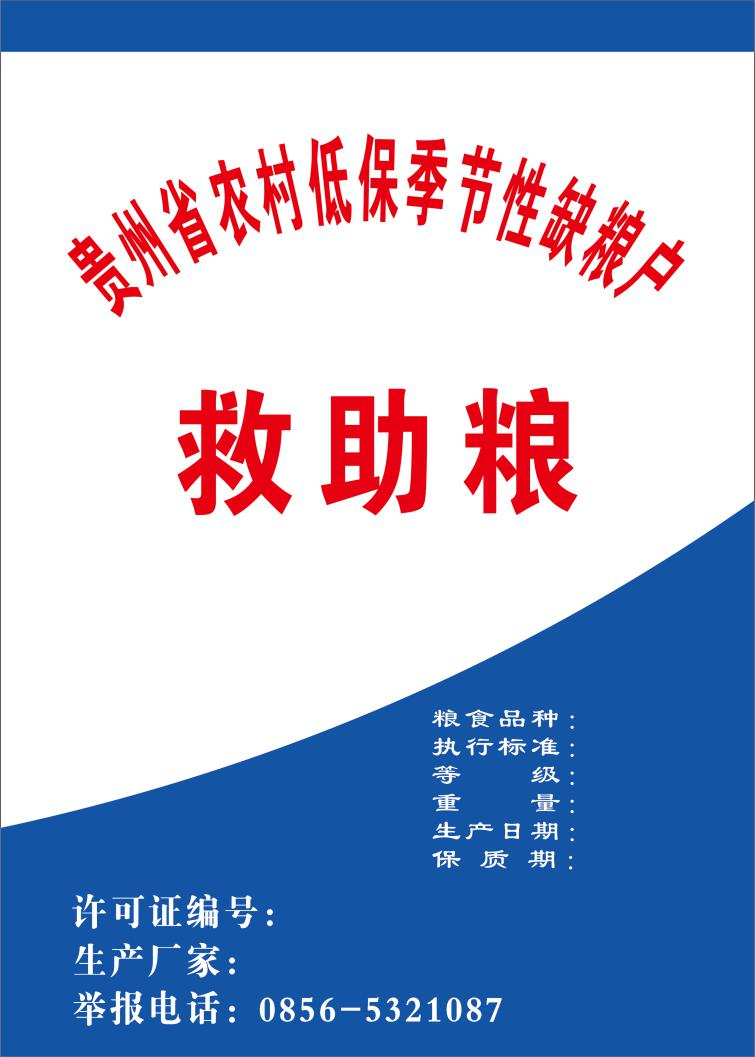 贵州省农村低保季节性缺粮户
救助粮
粮食品种：
执行标准：
等级：
重量：
生产日期：
保质期：
许可证编号：
生产厂家：
举报电话：0856-5321087